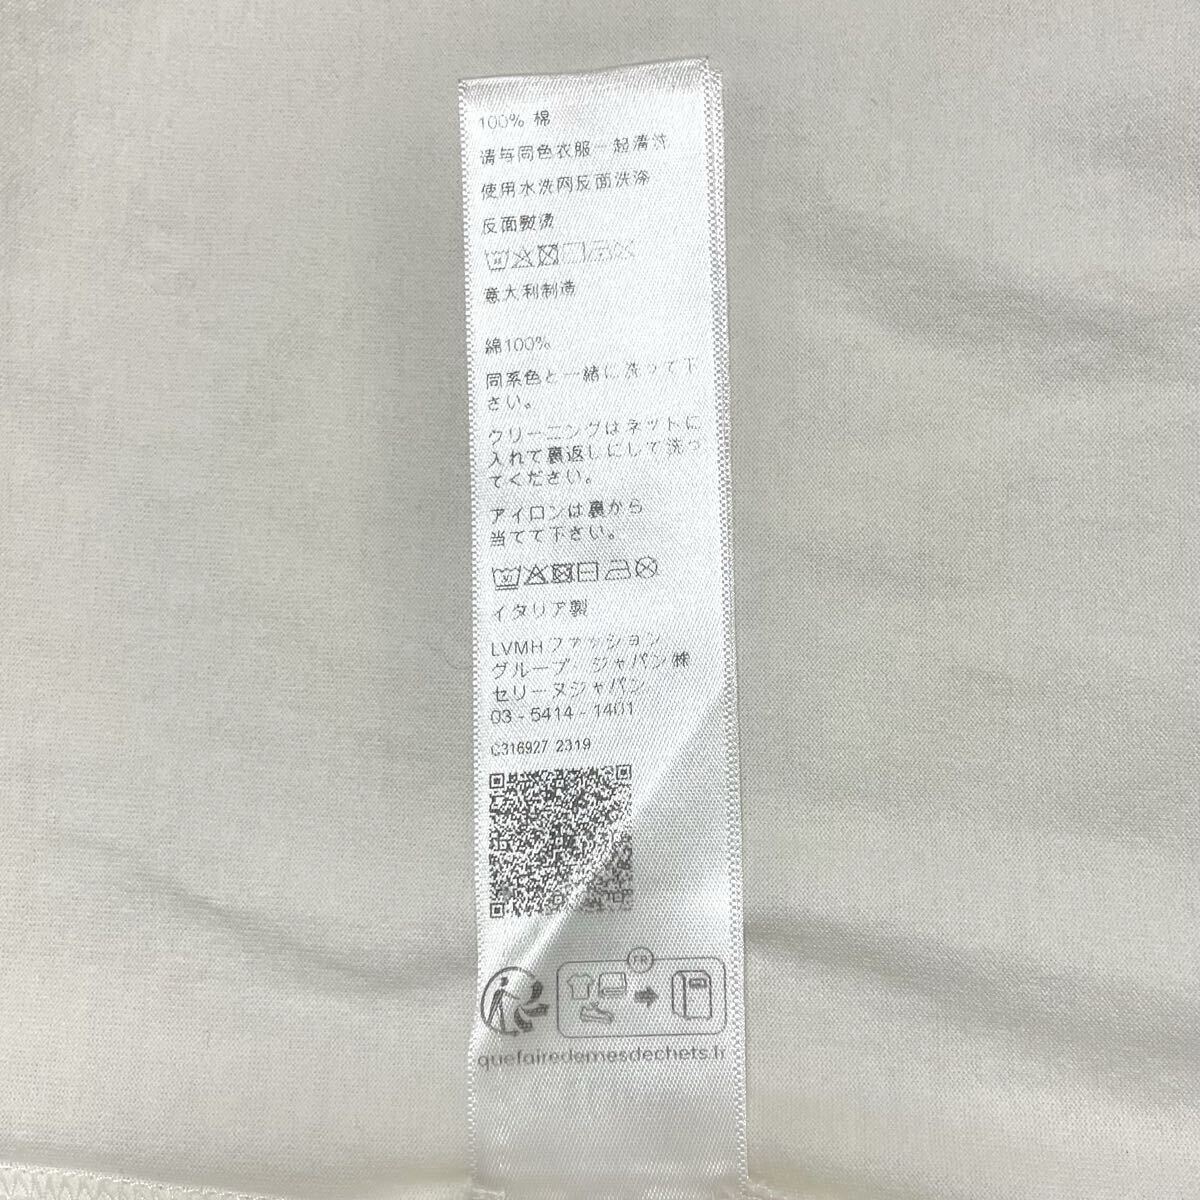 100% 棉
请与同色衣服一起清洗
使用水洗网反面洗涤
反面熨烫
意大利制造
綿100%
同系色と一緒に洗って下
さい。
クリーニングはネットに
入れて裏返しにして洗っ
てください。
アイロンは裏から
当てて下さい。
30
イタリア製
LVMHファッション
グループ・ジャパン㈱
セリーヌジャパン
03 - 5414 - 1401
C316927 2319
FR
quefairedemesdechets.fr